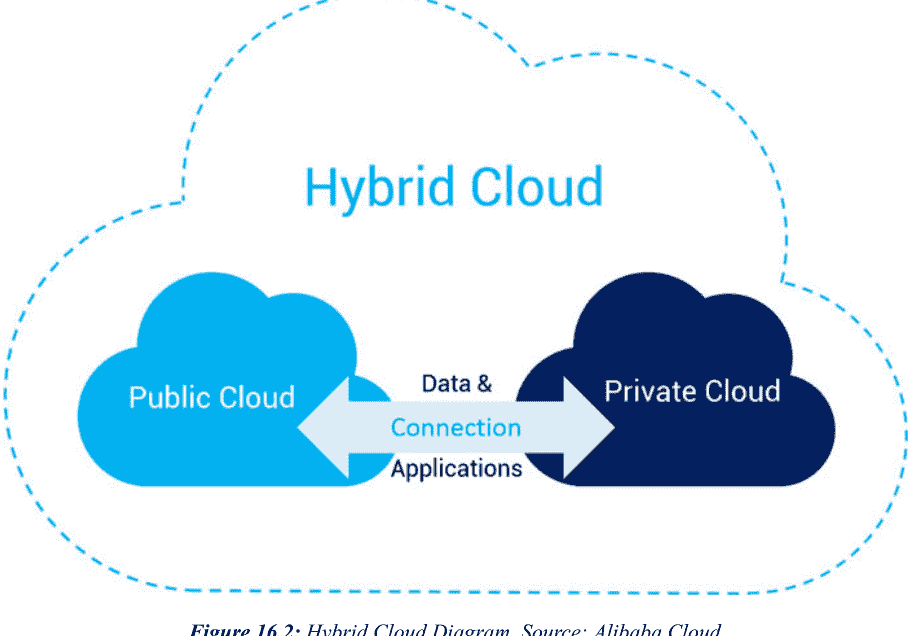 Hybrid Cloud
Public Cloud
Data &
Connection
Applications
Private Cloud
Figure 16.2: Hybrid Cloud Diagram. Source: Alibaba Cloud